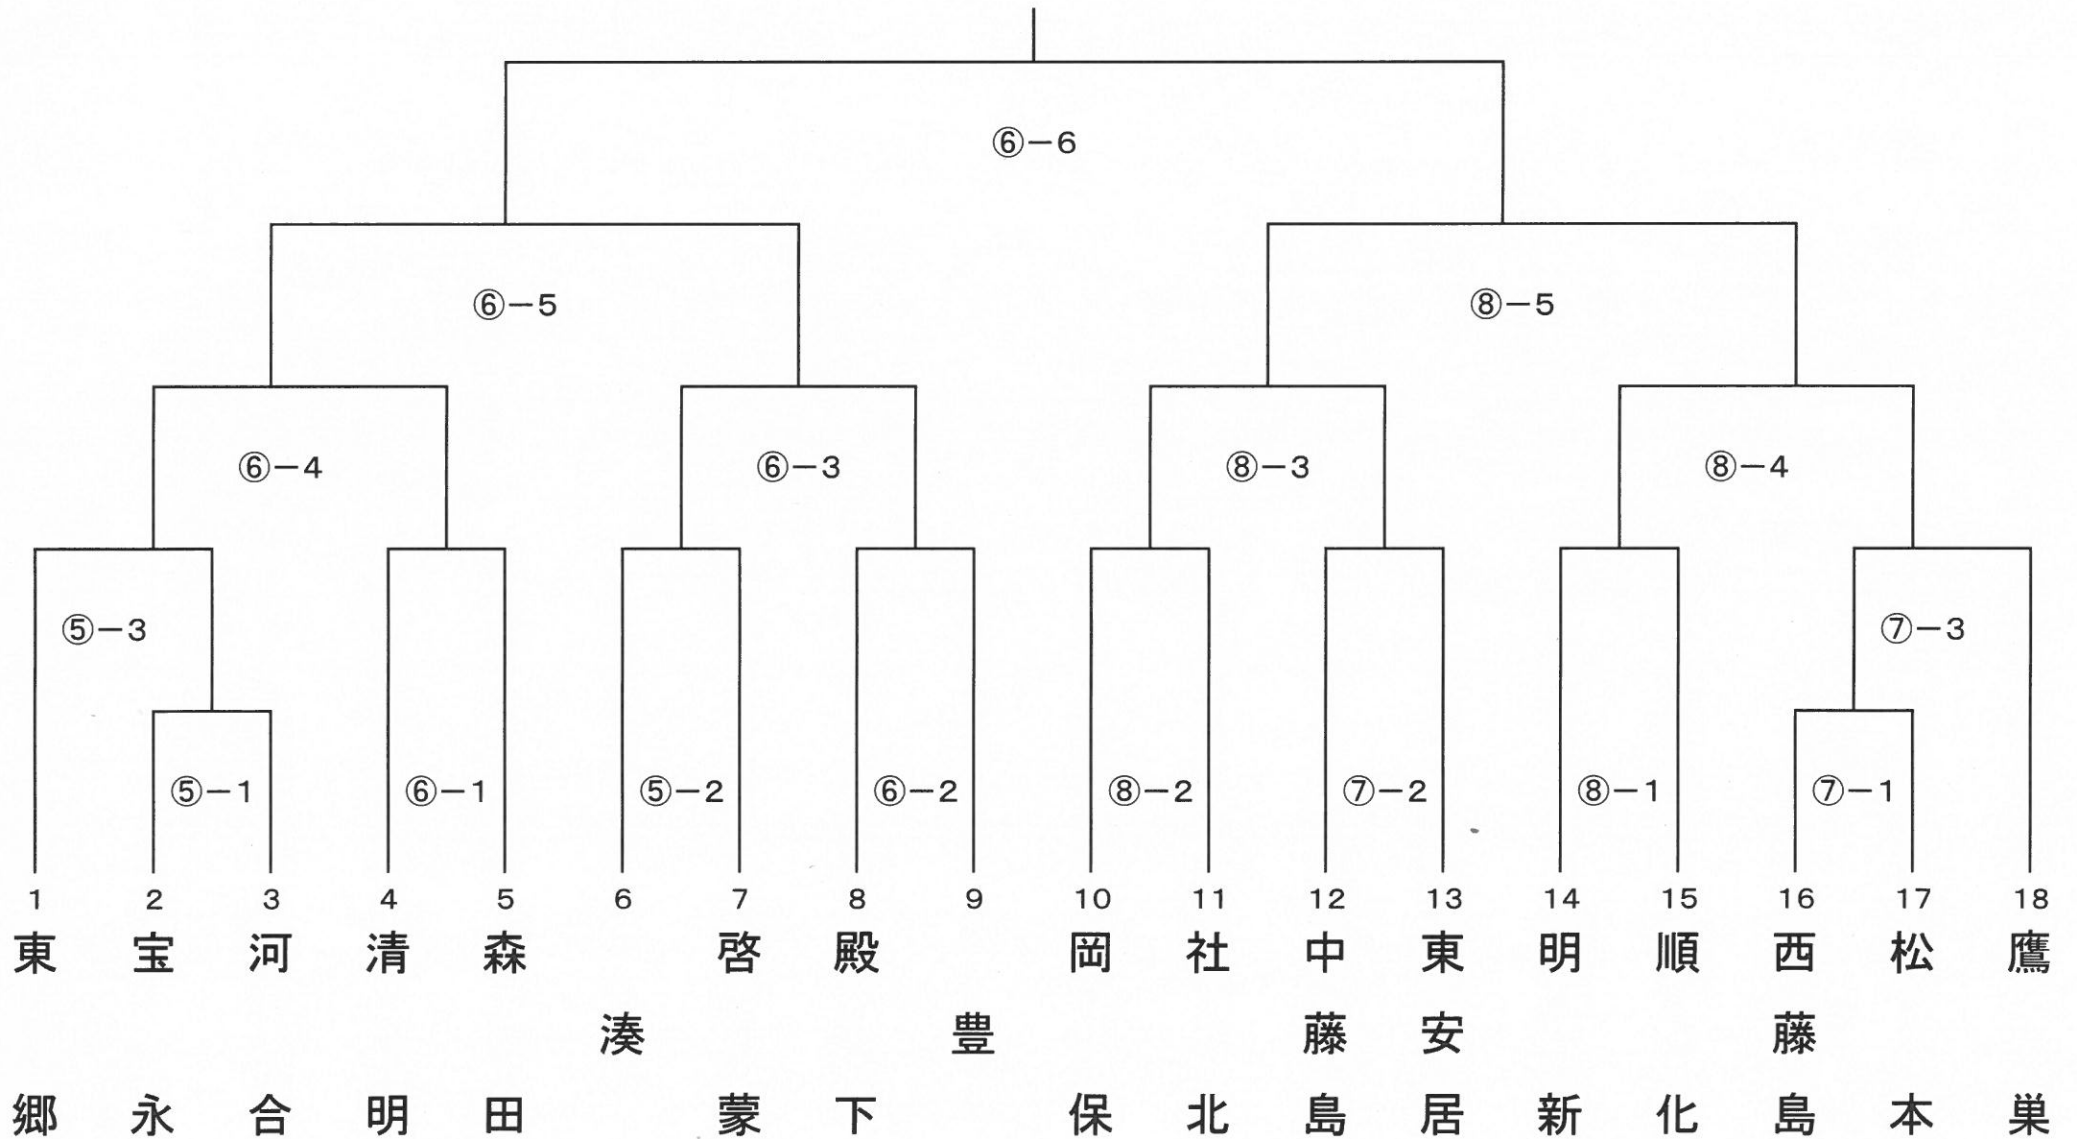 ⑥−6
⑥−5 ⑧−5
⑥−4 ⑥−3 ⑧−3 ⑧−4
⑤−3 ⑦−3
⑤−1 ⑥−1 ⑤−2 ⑥−2 ⑧−2 ⑦−2 ⑧−1 ⑦−1
1 2 3 4 5 6 7 8 9 10 11 12 13 14 15 16 17 18
東郷
宝永
河合
清明
森田
湊
啓蒙
殿下
豊
岡保
社北
中藤島
東安居
明新
順化
西藤島
松本
鷹巣